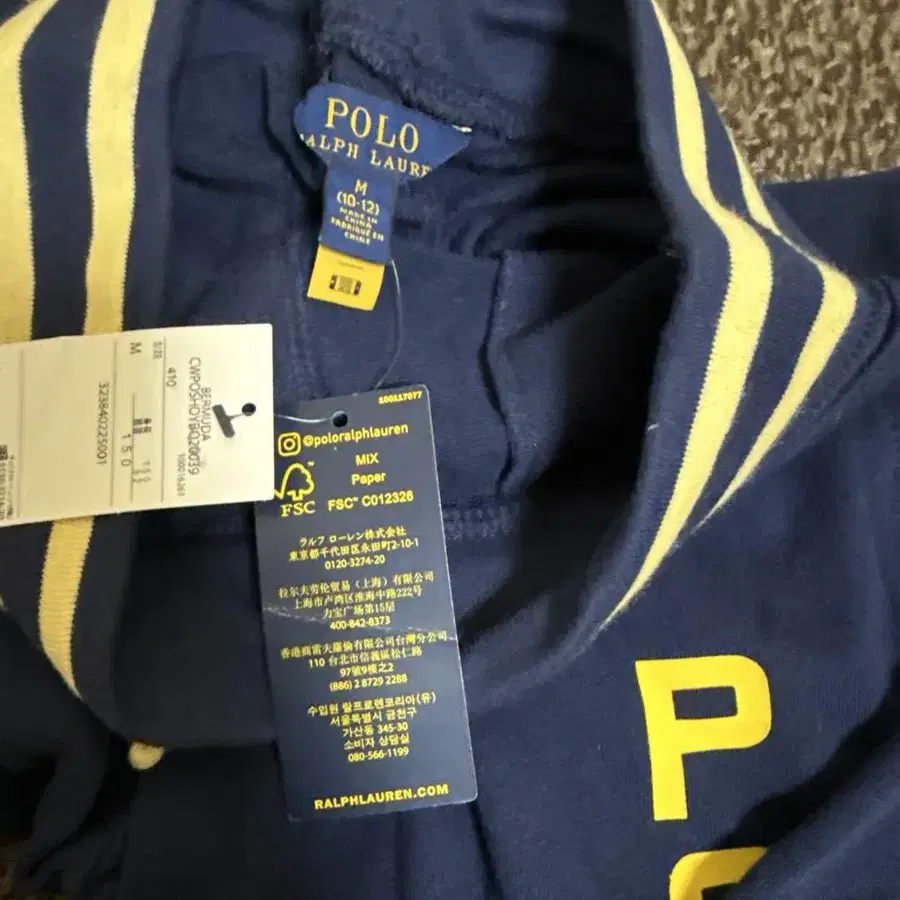 POLO
RALPH LAUREN
M
(10-12)
MADE IN
CHINA
FABRIQUÉ EN
CHINE
BERMUDA
CWPOSHOYBQ20039
410
SIZE
M
150
323840225001
100117077
@poloralphlauren
MIX
Paper
FSC™ C012326
FSC
ラルフ ローレン株式会社
東京都千代田区永田町2-10-1
0120-3274-20
拉尔夫劳伦贸易(上海)有限公司
上海市卢湾区淮海中路222号
力宝广场第15层
400-842-8373
香港商雷夫羅倫有限公司台灣分公司
110 台北市信義區松仁路
97號9樓之2
(886) 2 8729 2288
수입원 랄프로렌코리아(유)
서울특별시 금천구
가산동 345-30
소비자 상담실
080-566-1199
RALPHLAUREN.COM
P